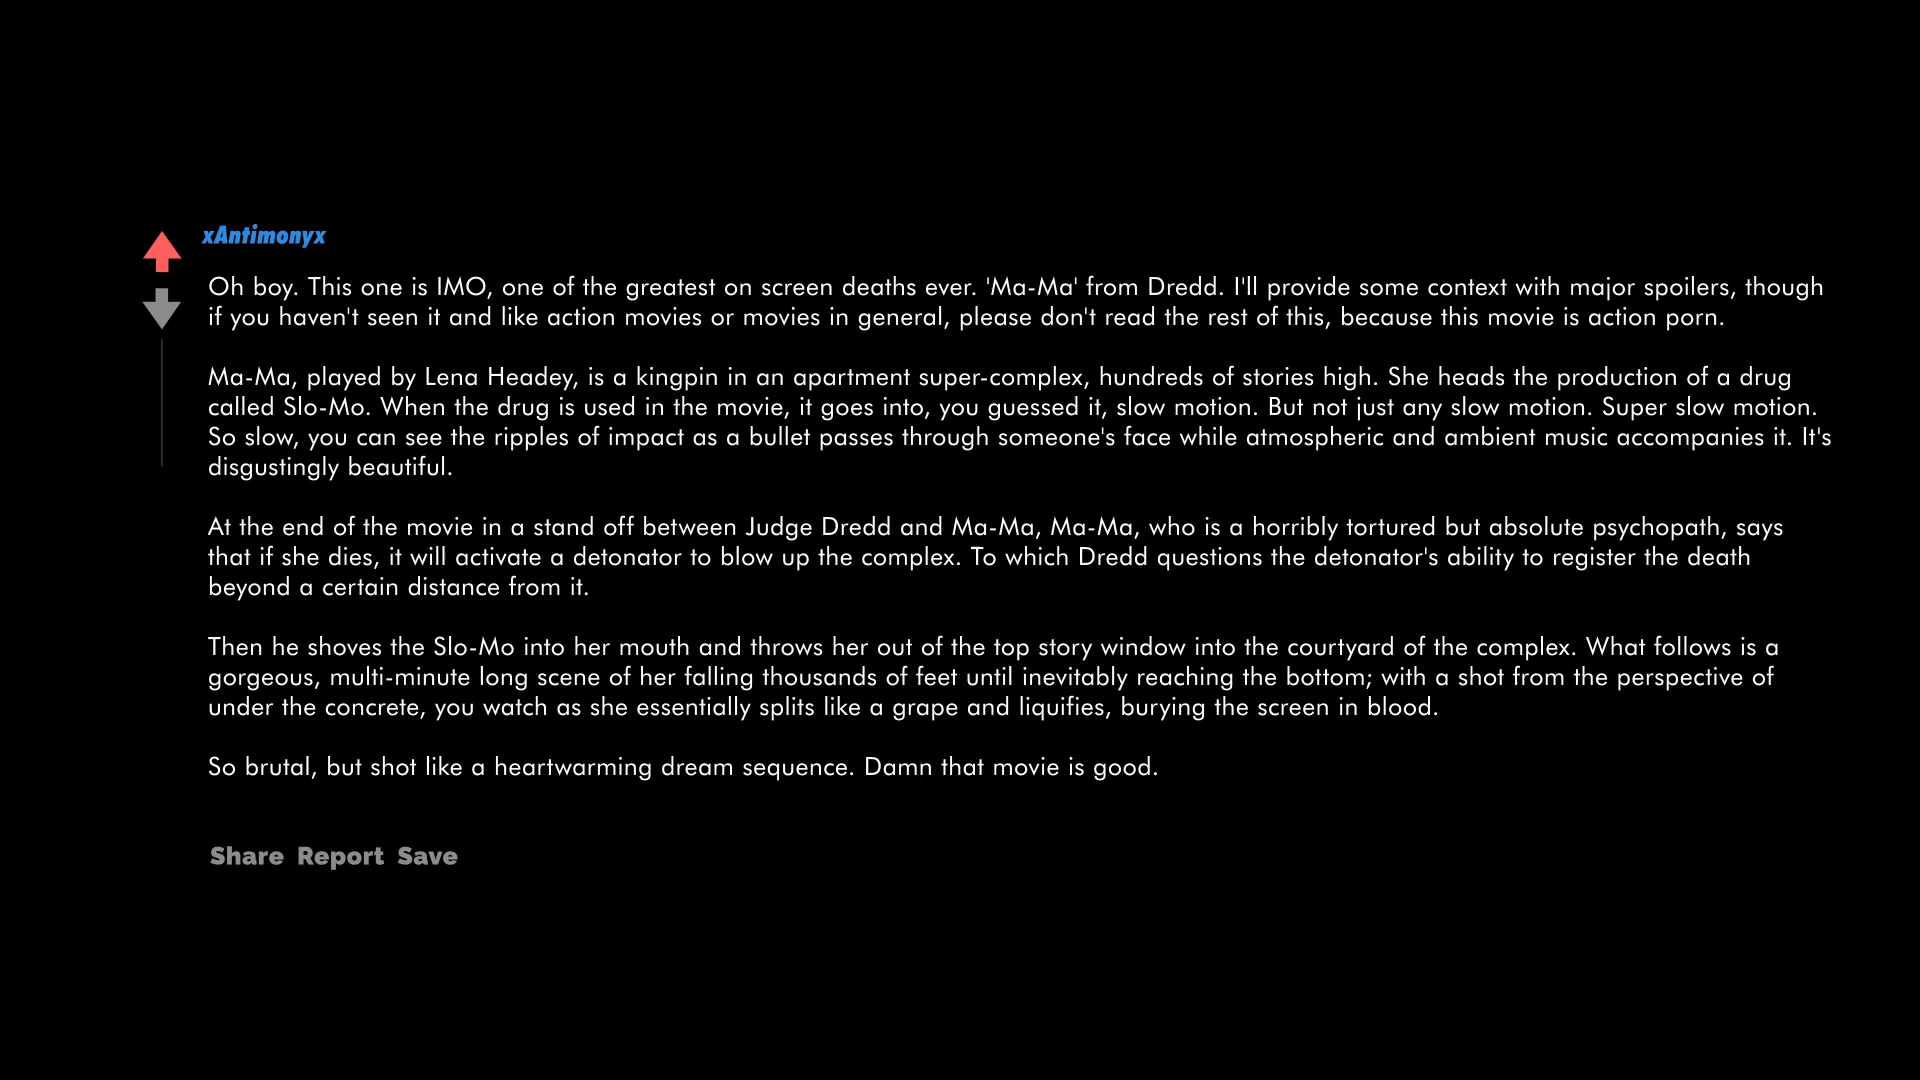 xAntimonyx
Oh boy. This one is IMO, one of the greatest on screen deaths ever. 'Ma-Ma' from Dredd. I'll provide some context with major spoilers, though
if you haven't seen it and like action movies or movies in general, please don't read the rest of this, because this movie is action porn.
Ma-Ma, played by Lena Headey, is a kingpin in an apartment super-complex, hundreds of stories high. She heads the production of a drug
called Slo-Mo. When the drug is used in the movie, it goes into, you guessed it, slow motion. But not just any slow motion. Super slow motion.
So slow, you can see the ripples of impact as a bullet passes through someone's face while atmospheric and ambient music accompanies it. It's
disgustingly beautiful.
At the end of the movie in a stand off between Judge Dredd and Ma-Ma, Ma-Ma, who is a horribly tortured but absolute psychopath, says
that if she dies, it will activate a detonator to blow up the complex. To which Dredd questions the detonator's ability to register the death
beyond a certain distance from it.
Then he shoves the Slo-Mo into her mouth and throws her out of the top story window into the courtyard of the complex. What follows is a
gorgeous, multi-minute long scene of her falling thousands of feet until inevitably reaching the bottom; with a shot from the perspective of
under the concrete, you watch as she essentially splits like a grape and liquifies, burying the screen in blood.
So brutal, but shot like a heartwarming dream sequence. Damn that movie is good.
Share Report Save